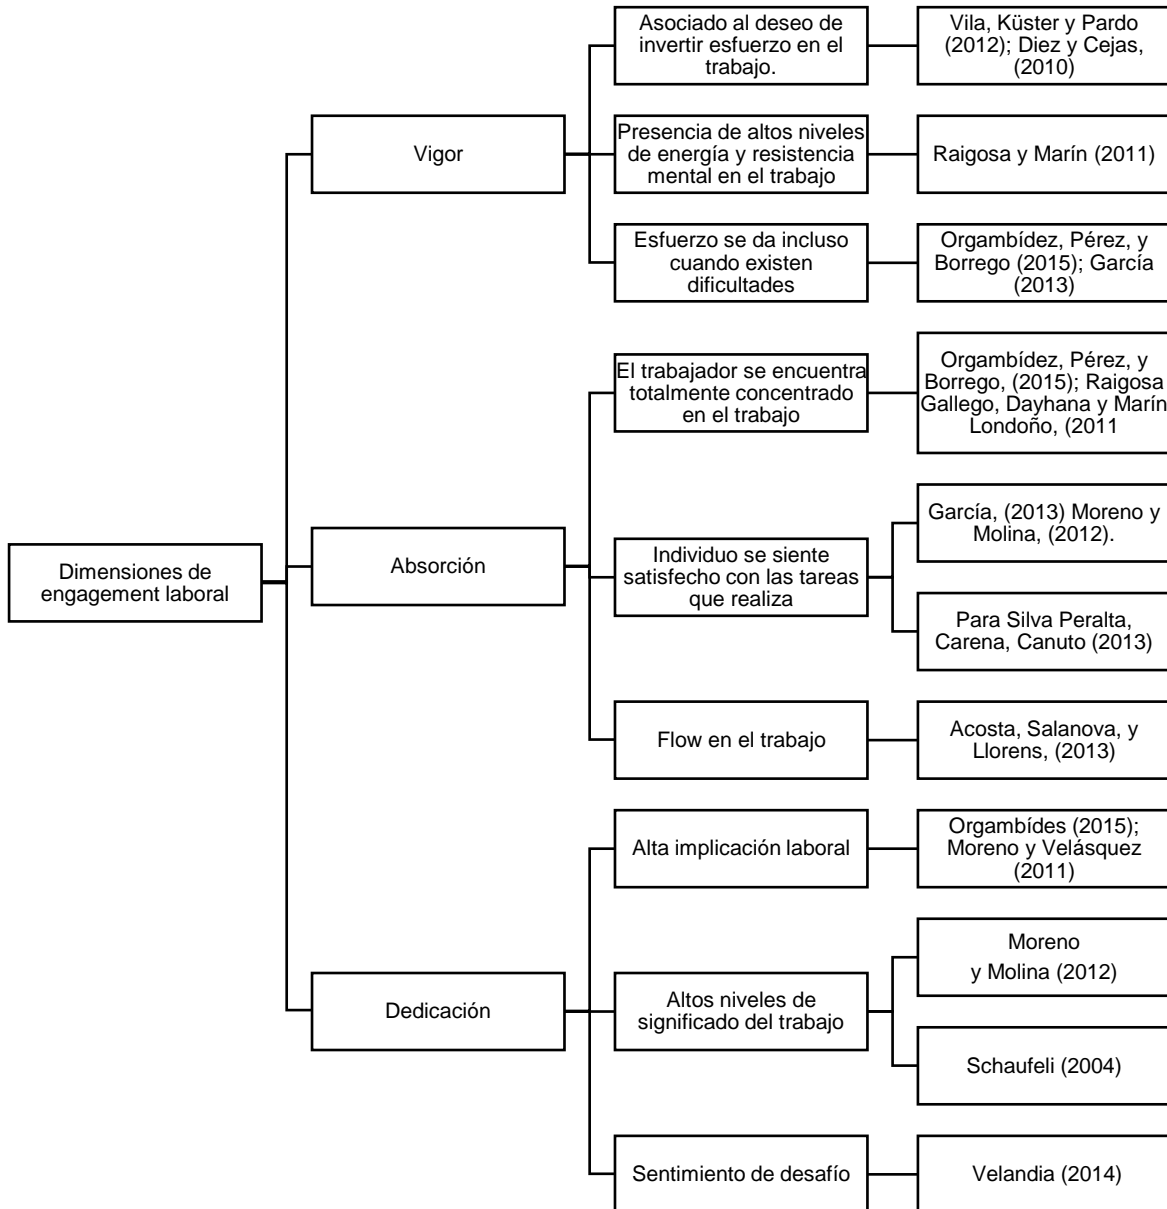 Dimensiones de
engagement laboral
Vigor
Asociado al deseo de
invertir esfuerzo en el
trabajo.
Vila, Küster y Pardo
(2012); Diez y Cejas,
(2010)
Presencia de altos niveles
de energía y resistencia
mental en el trabajo
Raigosa y Marín (2011)
Esfuerzo se da incluso
cuando existen
dificultades
Orgambídez, Pérez, y
Borrego (2015); García
(2013)
Absorción
El trabajador se encuentra
totalmente concentrado
en el trabajo
Orgambídez, Pérez, y
Borrego, (2015); Raigosa
Gallego, Dayhana y Marín
Londoño, (2011
Individuo se siente
satisfecho con las tareas
que realiza
García, (2013) Moreno y
Molina, (2012).
Para Silva Peralta,
Carena, Canuto (2013)
Flow en el trabajo
Acosta, Salanova, y
Llorens, (2013)
Dedicación
Alta implicación laboral
Orgambídes (2015);
Moreno y Velásquez
(2011)
Altos niveles de
significado del trabajo
Moreno
y Molina (2012)
Schaufeli (2004)
Sentimiento de desafío
Velandia (2014)